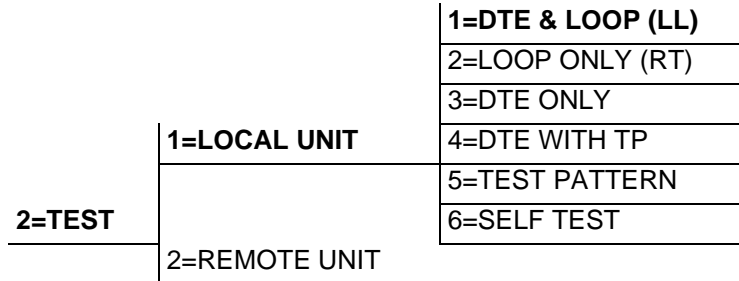 1=DTE & LOOP (LL)
2=LOOP ONLY (RT)
3=DTE ONLY
1=LOCAL UNIT 4=DTE WITH TP
5=TEST PATTERN
2=TEST 6=SELF TEST
2=REMOTE UNIT